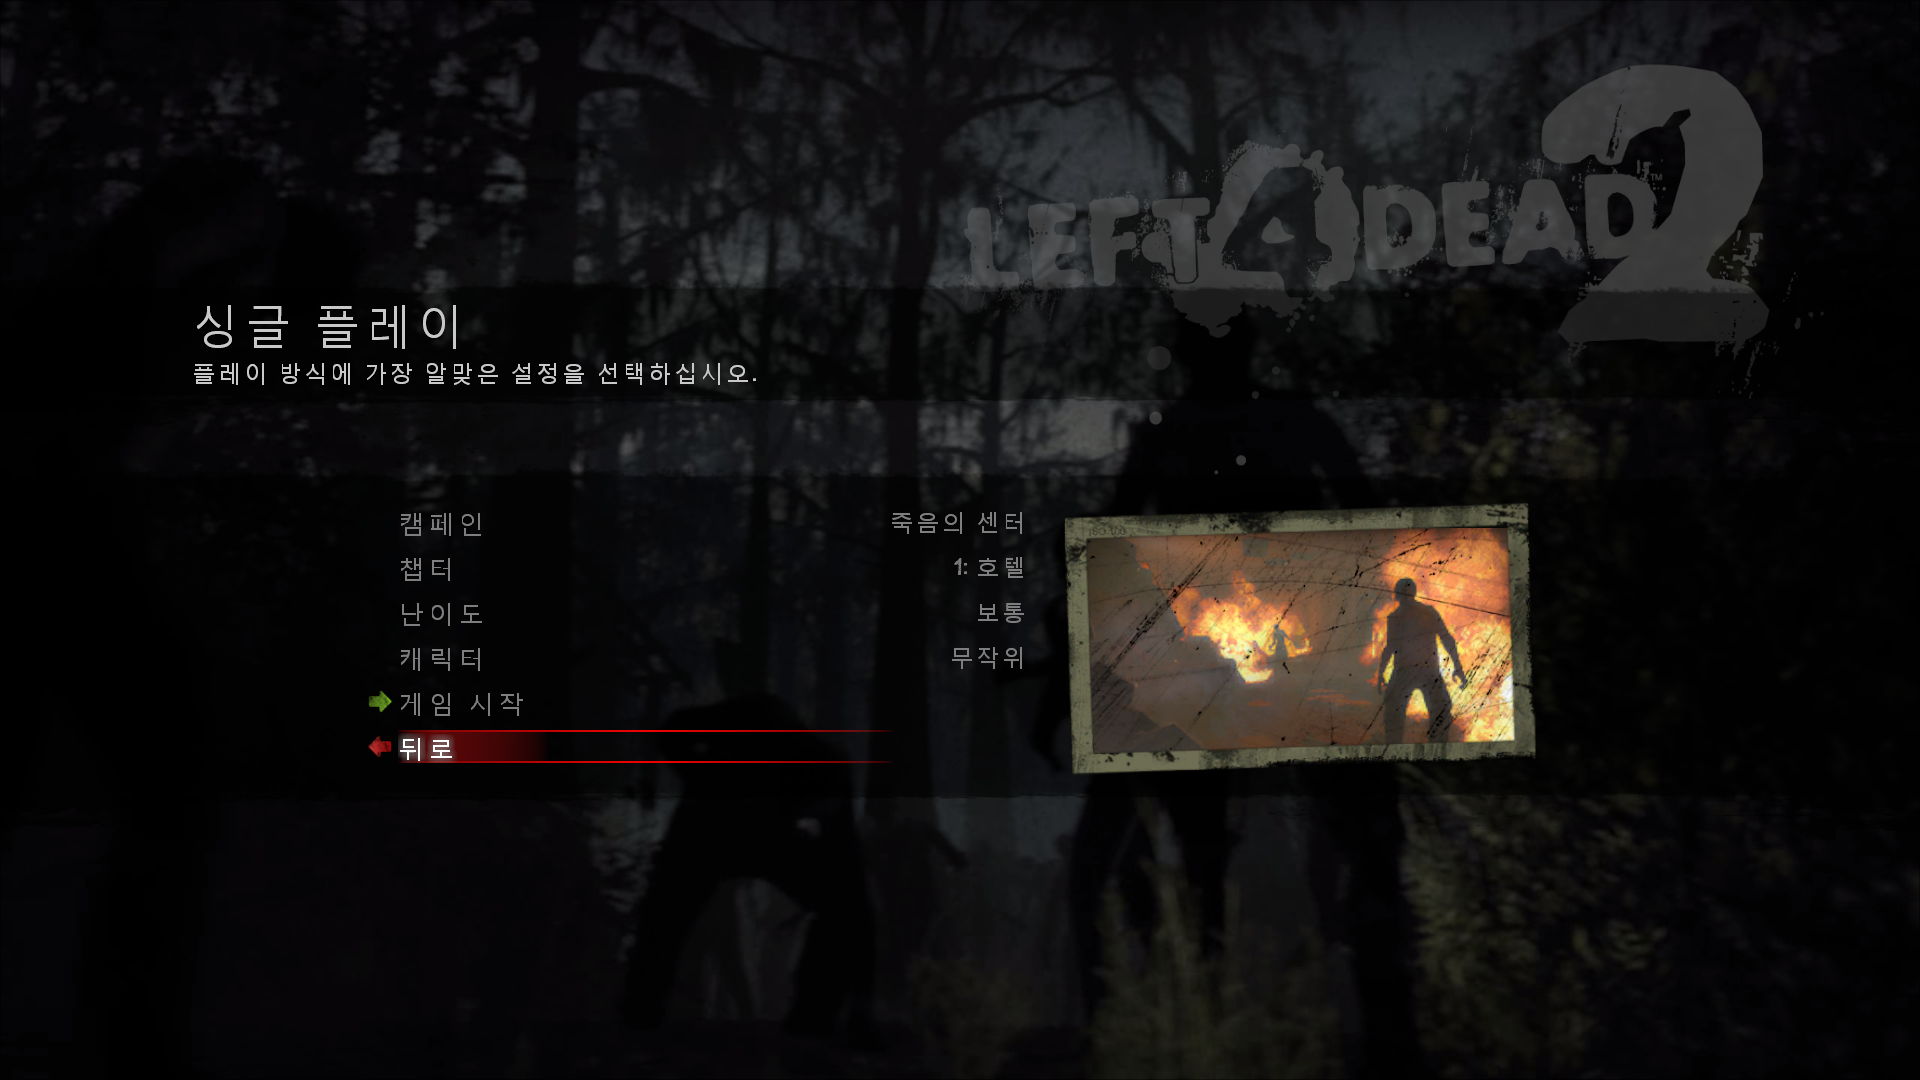 LEFT 4 DEAD 2™
싱글 플레이
플레이 방식에 가장 알맞은 설정을 선택하십시오.
캠페인 죽음의 센터
챕터 1: 호텔
난이도 보통
캐릭터 무작위
게임 시작
뒤로